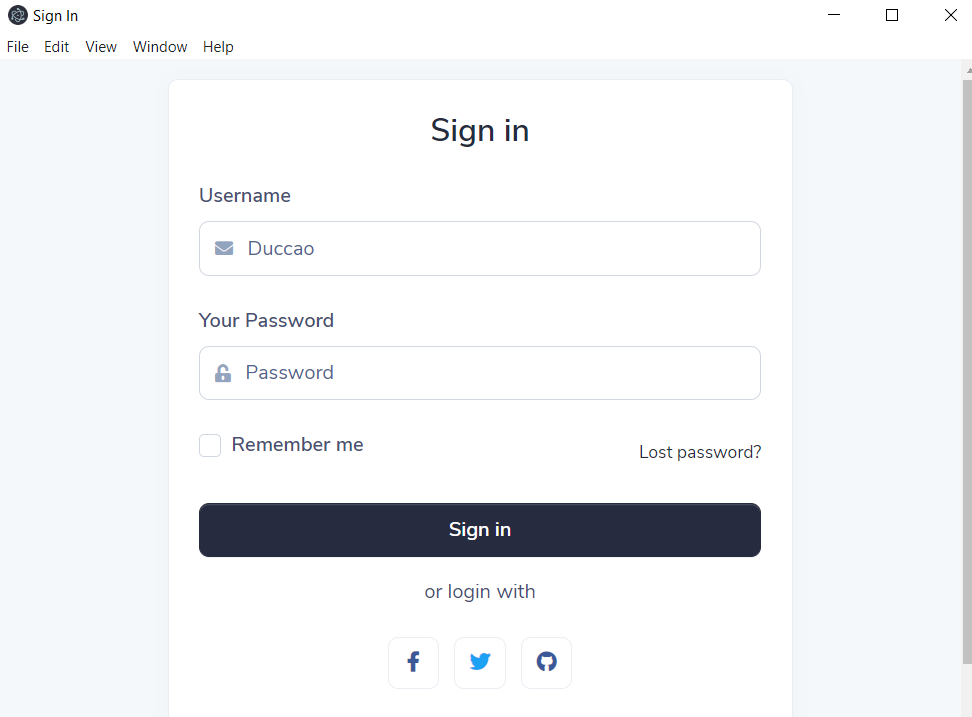 Sign In
File Edit View Window Help
Sign in
Username
Duccao
Your Password
Password
Remember me
Lost password?
Sign in
or login with